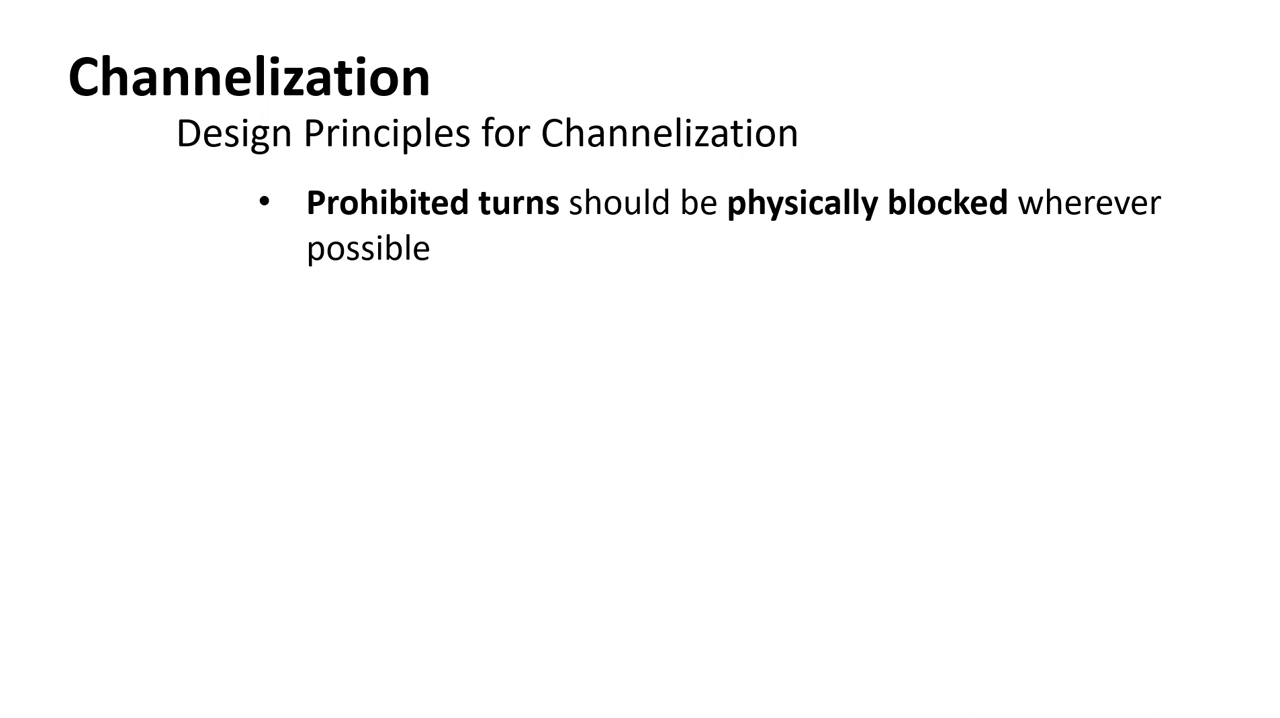 Channelization
Design Principles for Channelization
• Prohibited turns should be physically blocked wherever
possible